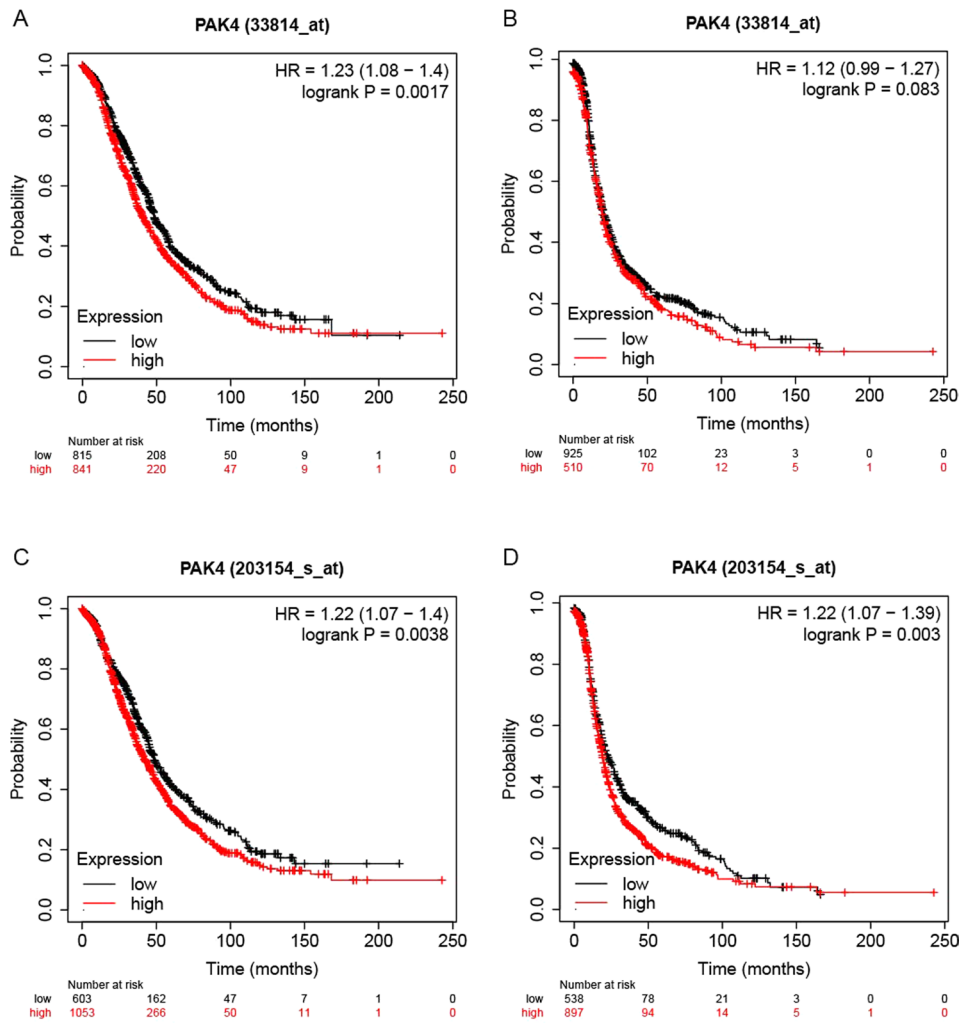 A
PAK4 (33814_at)
HR = 1.23 (1.08 − 1.4)
logrank P = 0.0017
Probability
1.0
0.8
0.6
0.4
0.2
0.0
Expression
low
high
0 50 100 150 200 250
Time (months)
Number at risk
low 815 208 50 9 1 0
high 841 220 47 9 1 0
B
PAK4 (33814_at)
HR = 1.12 (0.99 − 1.27)
logrank P = 0.083
Probability
1.0
0.8
0.6
0.4
0.2
0.0
Expression
low
high
0 50 100 150 200 250
Time (months)
Number at risk
low 925 102 23 3 0 0
high 510 70 12 5 1 0
C
PAK4 (203154_s_at)
HR = 1.22 (1.07 − 1.4)
logrank P = 0.0038
Probability
1.0
0.8
0.6
0.4
0.2
0.0
Expression
low
high
0 50 100 150 200 250
Time (months)
Number at risk
low 603 162 47 7 1 0
high 1053 266 50 11 1 0
D
PAK4 (203154_s_at)
HR = 1.22 (1.07 − 1.39)
logrank P = 0.003
Probability
1.0
0.8
0.6
0.4
0.2
0.0
Expression
low
high
0 50 100 150 200 250
Time (months)
Number at risk
low 538 78 21 3 0 0
high 897 94 14 5 1 0